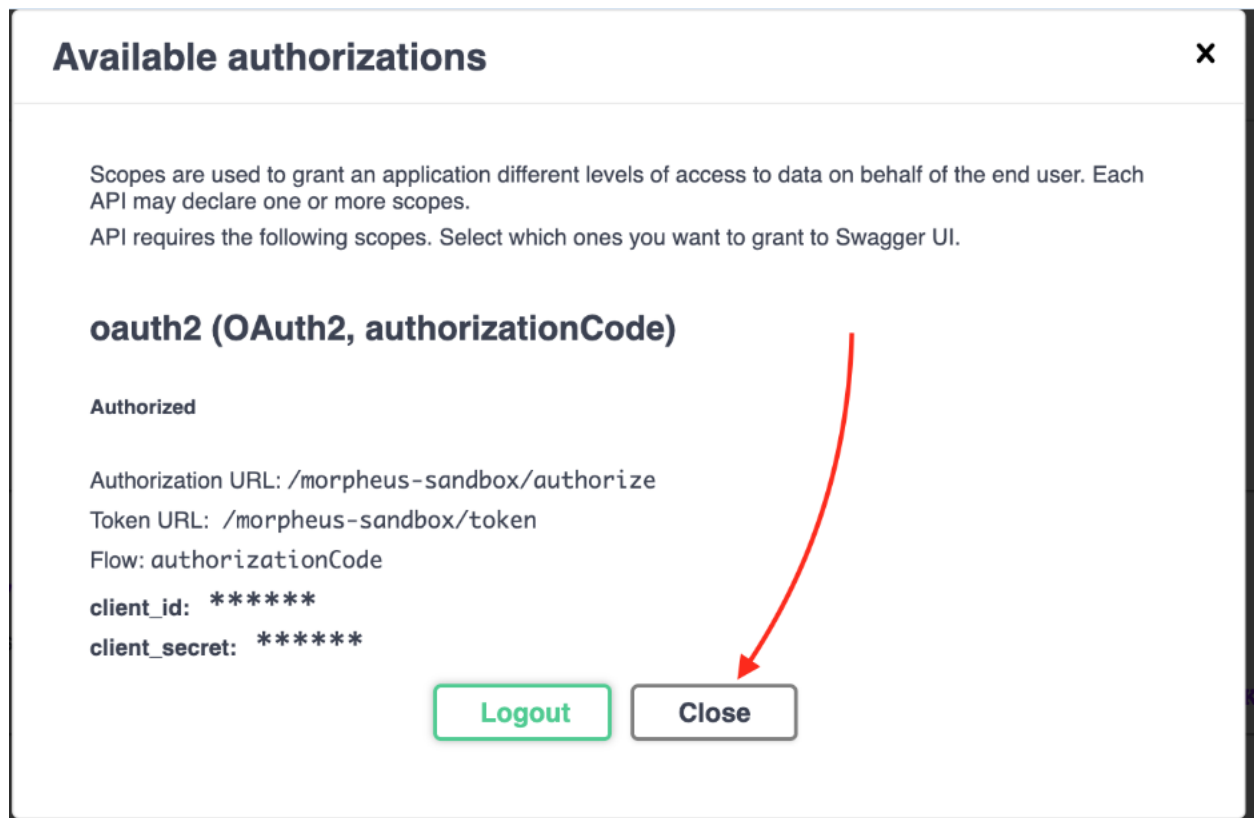 Available authorizations
×
Scopes are used to grant an application different levels of access to data on behalf of the end user. Each
API may declare one or more scopes.
API requires the following scopes. Select which ones you want to grant to Swagger UI.
oauth2 (OAuth2, authorizationCode)
Authorized
Authorization URL: /morpheus-sandbox/authorize
Token URL: /morpheus-sandbox/token
Flow: authorizationCode
client_id: ******
client_secret: ******
Logout Close